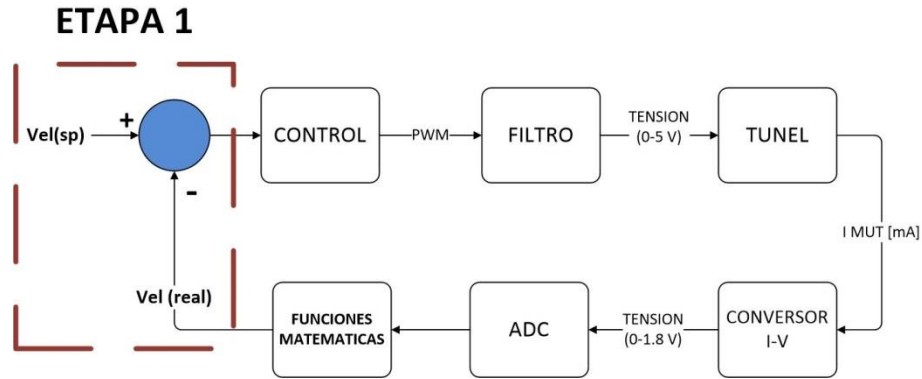 ETAPA 1
Vel(sp)
+
-
CONTROL
PWM
FILTRO
TENSION
(0-5 V)
TUNEL
I MUT [mA]
Vel (real)
FUNCIONES
MATEMATICAS
ADC
TENSION
(0-1.8 V)
CONVERSOR
I-V